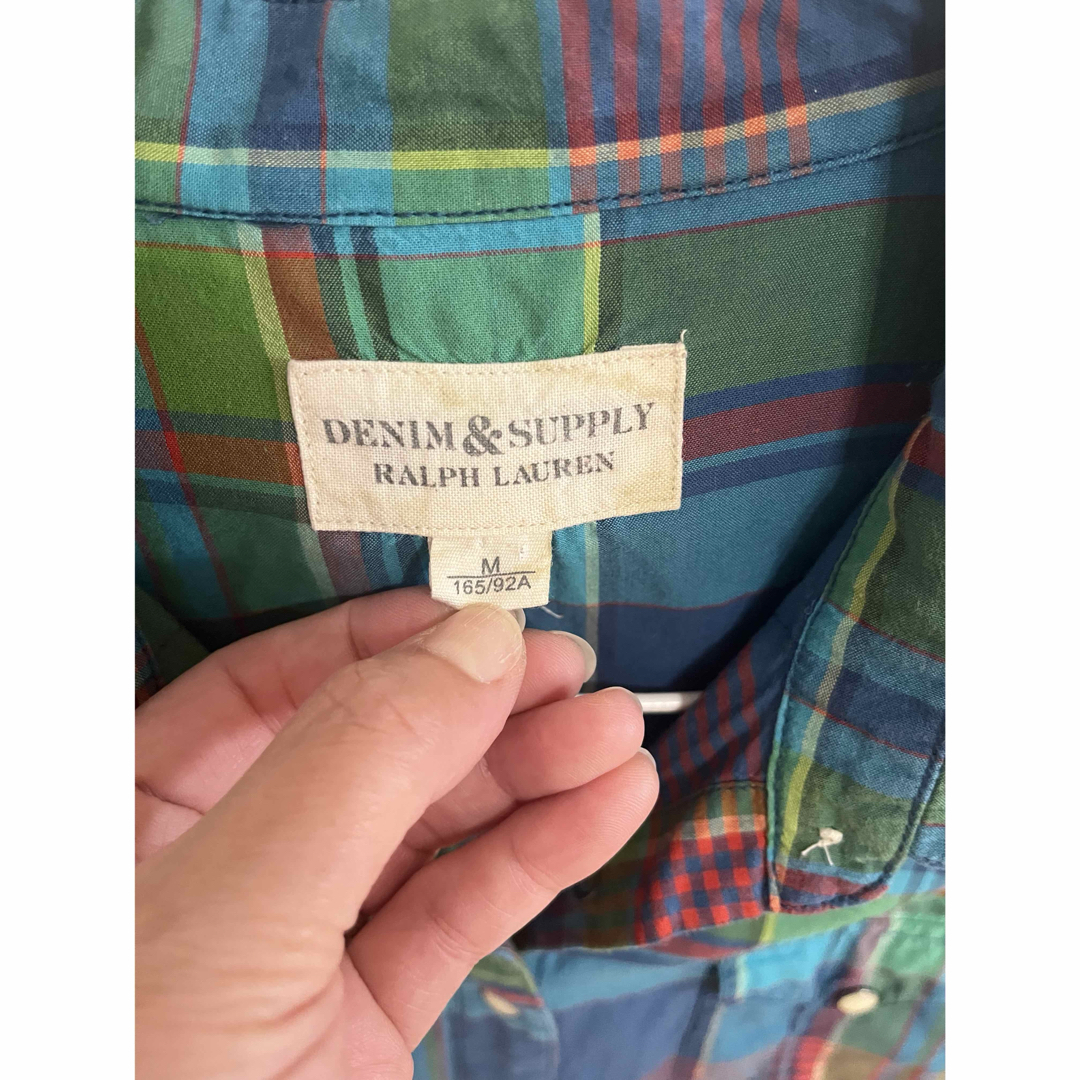 DENIM & SUPPLY
RALPH LAUREN
M
165/92A